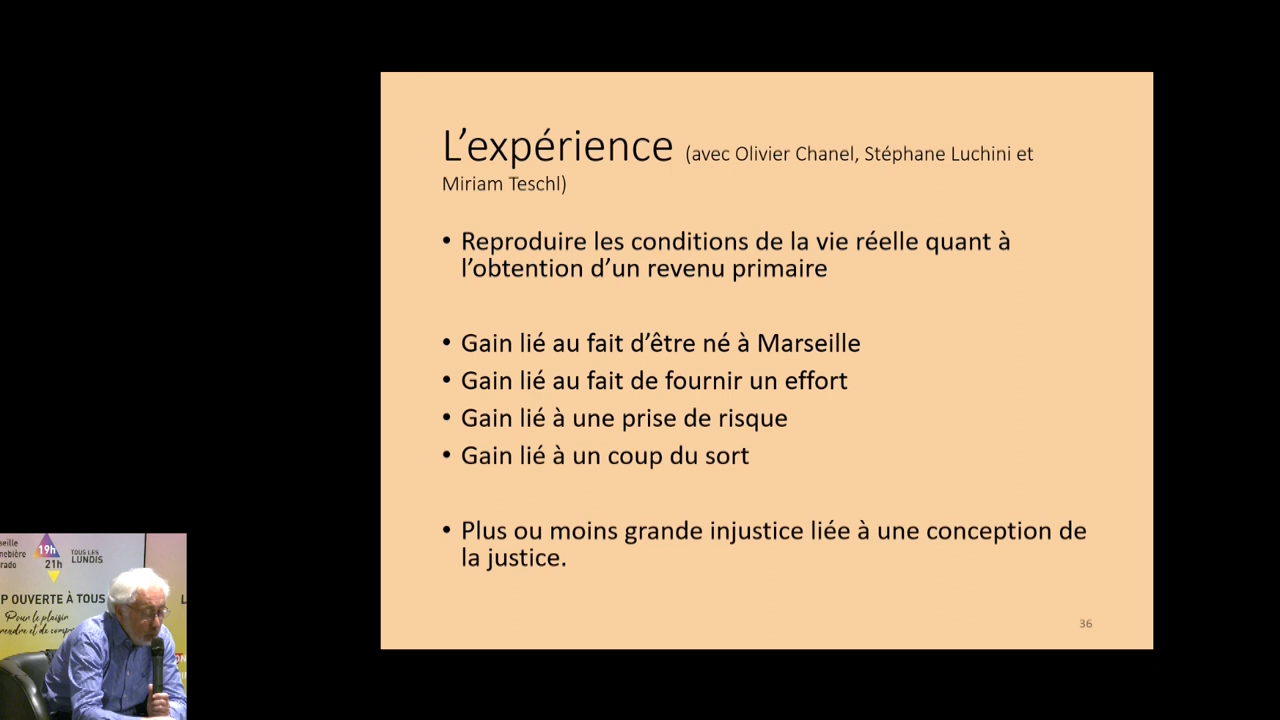 L’expérience (avec Olivier Chanel, Stéphane Luchini et
Miriam Teschl)
• Reproduire les conditions de la vie réelle quant à
l’obtention d’un revenu primaire
• Gain lié au fait d’être né à Marseille
• Gain lié au fait de fournir un effort
• Gain lié à une prise de risque
• Gain lié à un coup du sort
• Plus ou moins grande injustice liée à une conception de
la justice.
36
19h
21h
TOUS LES
LUNDIS
P OUVERTE À TOUS
Pour le plaisir